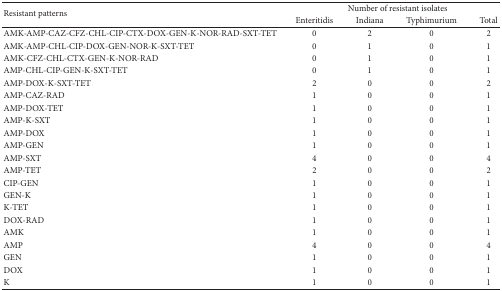 Resistant patterns Number of resistant isolates
Enteritidis Indiana Typhimurium Total
AMK-AMP-CAZ-CFZ-CHL-CIP-CTX-DOX-GEN-K-NOR-RAD-SXT-TET 0 2 0 2
AMK-AMP-CHL-CIP-DOX-GEN-NOR-K-SXT-TET 0 1 0 1
AMK-CFZ-CHL-CTX-GEN-K-NOR-RAD 0 1 0 1
AMP-CHL-CIP-GEN-K-SXT-TET 0 1 0 1
AMP-DOX-K-SXT-TET 2 0 0 2
AMP-CAZ-RAD 1 0 0 1
AMP-DOX-TET 1 0 0 1
AMP-K-SXT 1 0 0 1
AMP-DOX 1 0 0 1
AMP-GEN 1 0 0 1
AMP-SXT 4 0 0 4
AMP-TET 2 0 0 2
CIP-GEN 1 0 0 1
GEN-K 1 0 0 1
K-TET 1 0 0 1
DOX-RAD 1 0 0 1
AMK 1 0 0 1
AMP 4 0 0 4
GEN 1 0 0 1
DOX 1 0 0 1
K 1 0 0 1